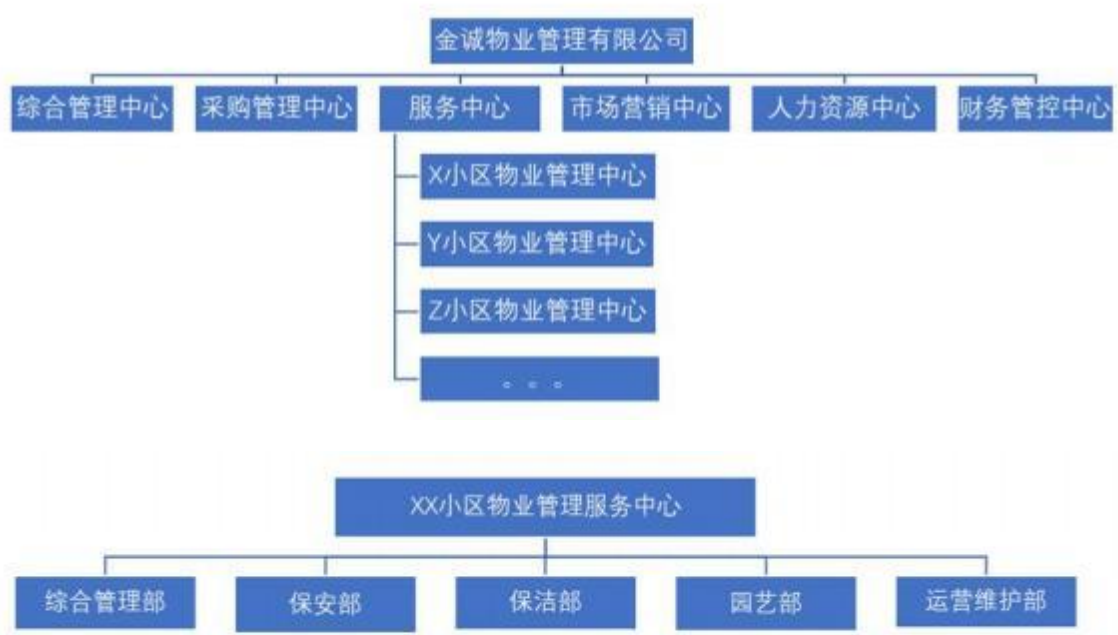 金诚物业管理有限公司
综合管理中心 采购管理中心 服务中心 市场营销中心 人力资源中心 财务管控中心
X小区物业管理中心
Y小区物业管理中心
Z小区物业管理中心
。。。
XX小区物业管理服务中心
综合管理部 保安部 保洁部 园艺部 运营维护部